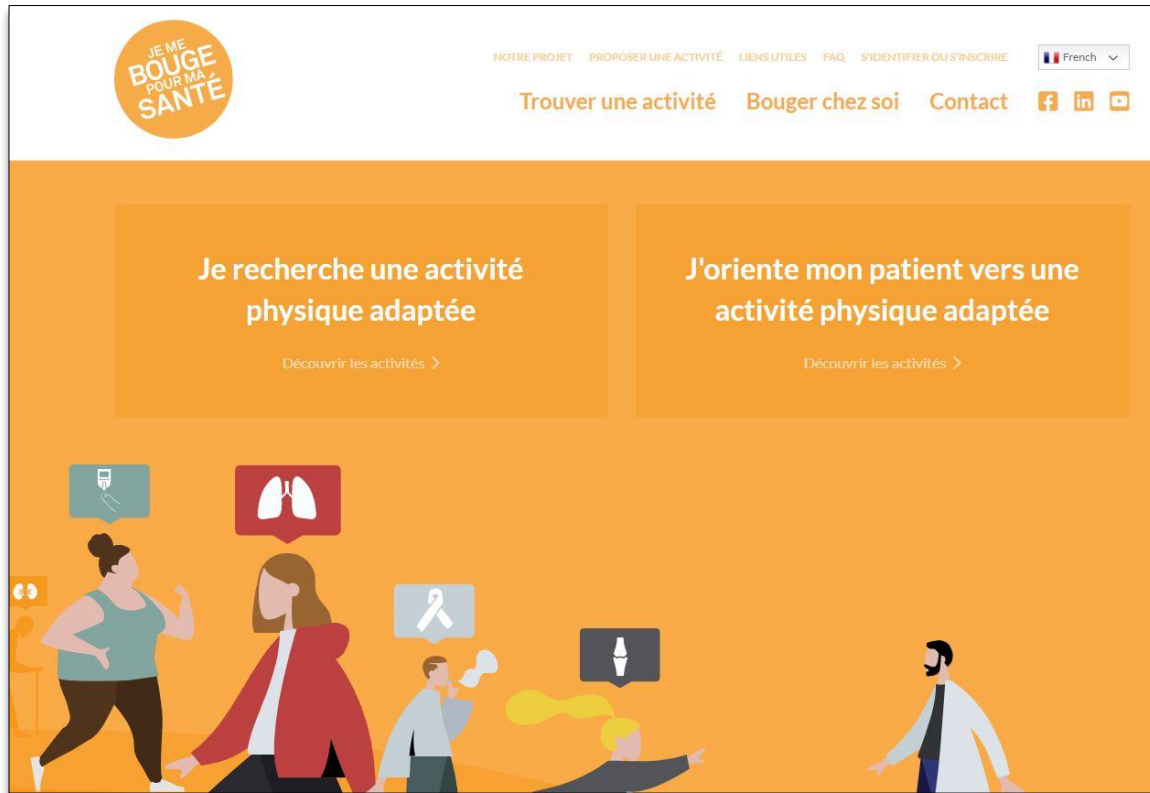 JE ME
BOUGE
POUR MA
SANTÉ
NOTRE PROJET PROPOSER UNE ACTIVITÉ LIENS UTILES FAQ S'IDENTIFIER OU S'INSCRIRE
French
Trouver une activité Bouger chez soi Contact
Je recherche une activité
physique adaptée
Découvrir les activités
J'oriente mon patient vers une
activité physique adaptée
Découvrir les activités